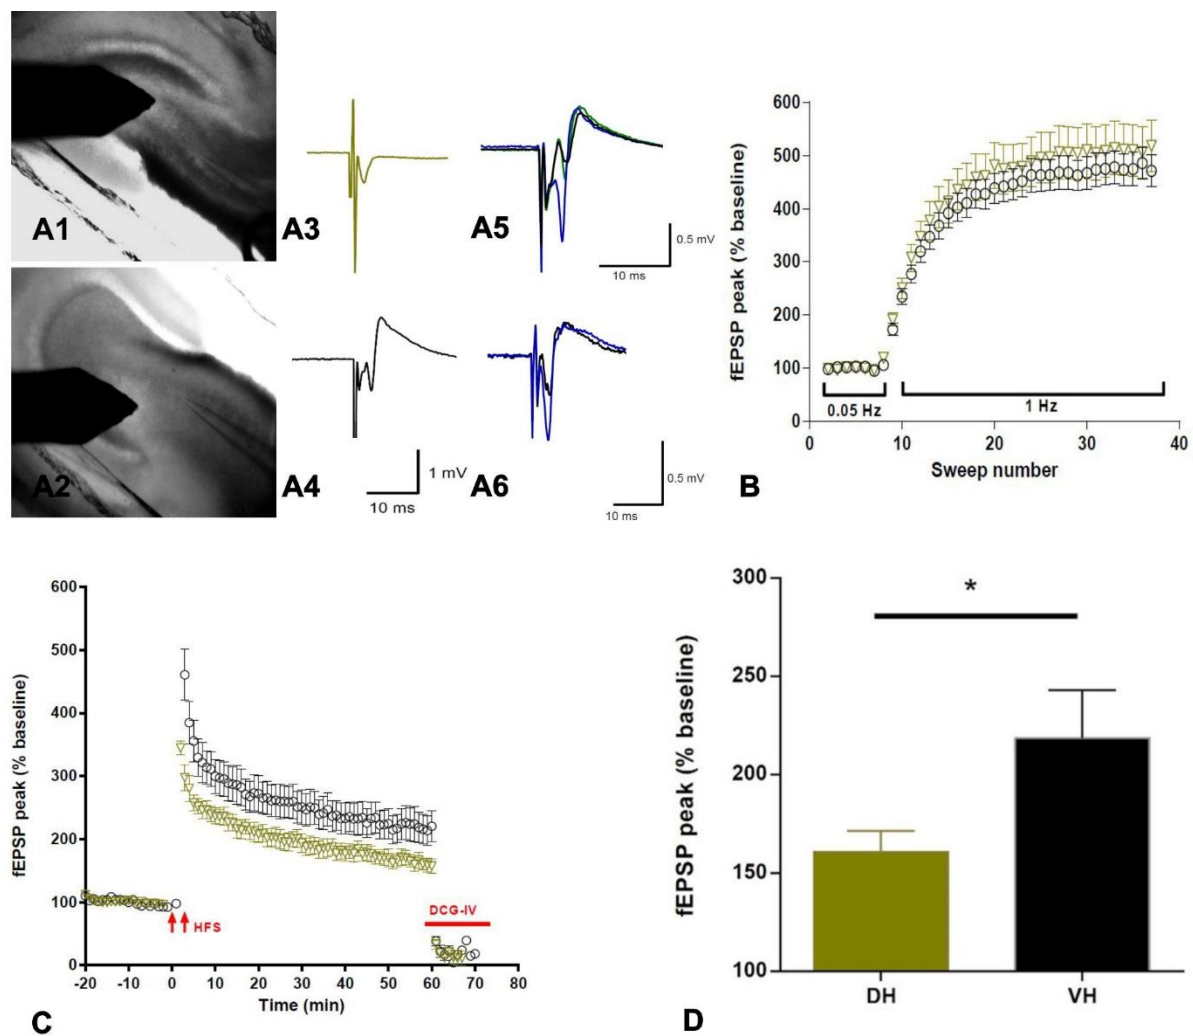 A1
A2
A3
A4
1 mV
10 ms
A5
0.5 mV
10 ms
A6
0.5 mV
10 ms
fEPSP peak (% baseline)
600
500
400
300
200
100
0
0.05 Hz
1 Hz
0
10
20
30
40
Sweep number
B
fEPSP peak (% baseline)
600
500
400
300
200
100
0
HFS
DCG-IV
-20
-10
0
10
20
30
40
50
60
70
80
Time (min)
C
fEPSP peak (% baseline)
300
250
200
150
100
*
DH
VH
D